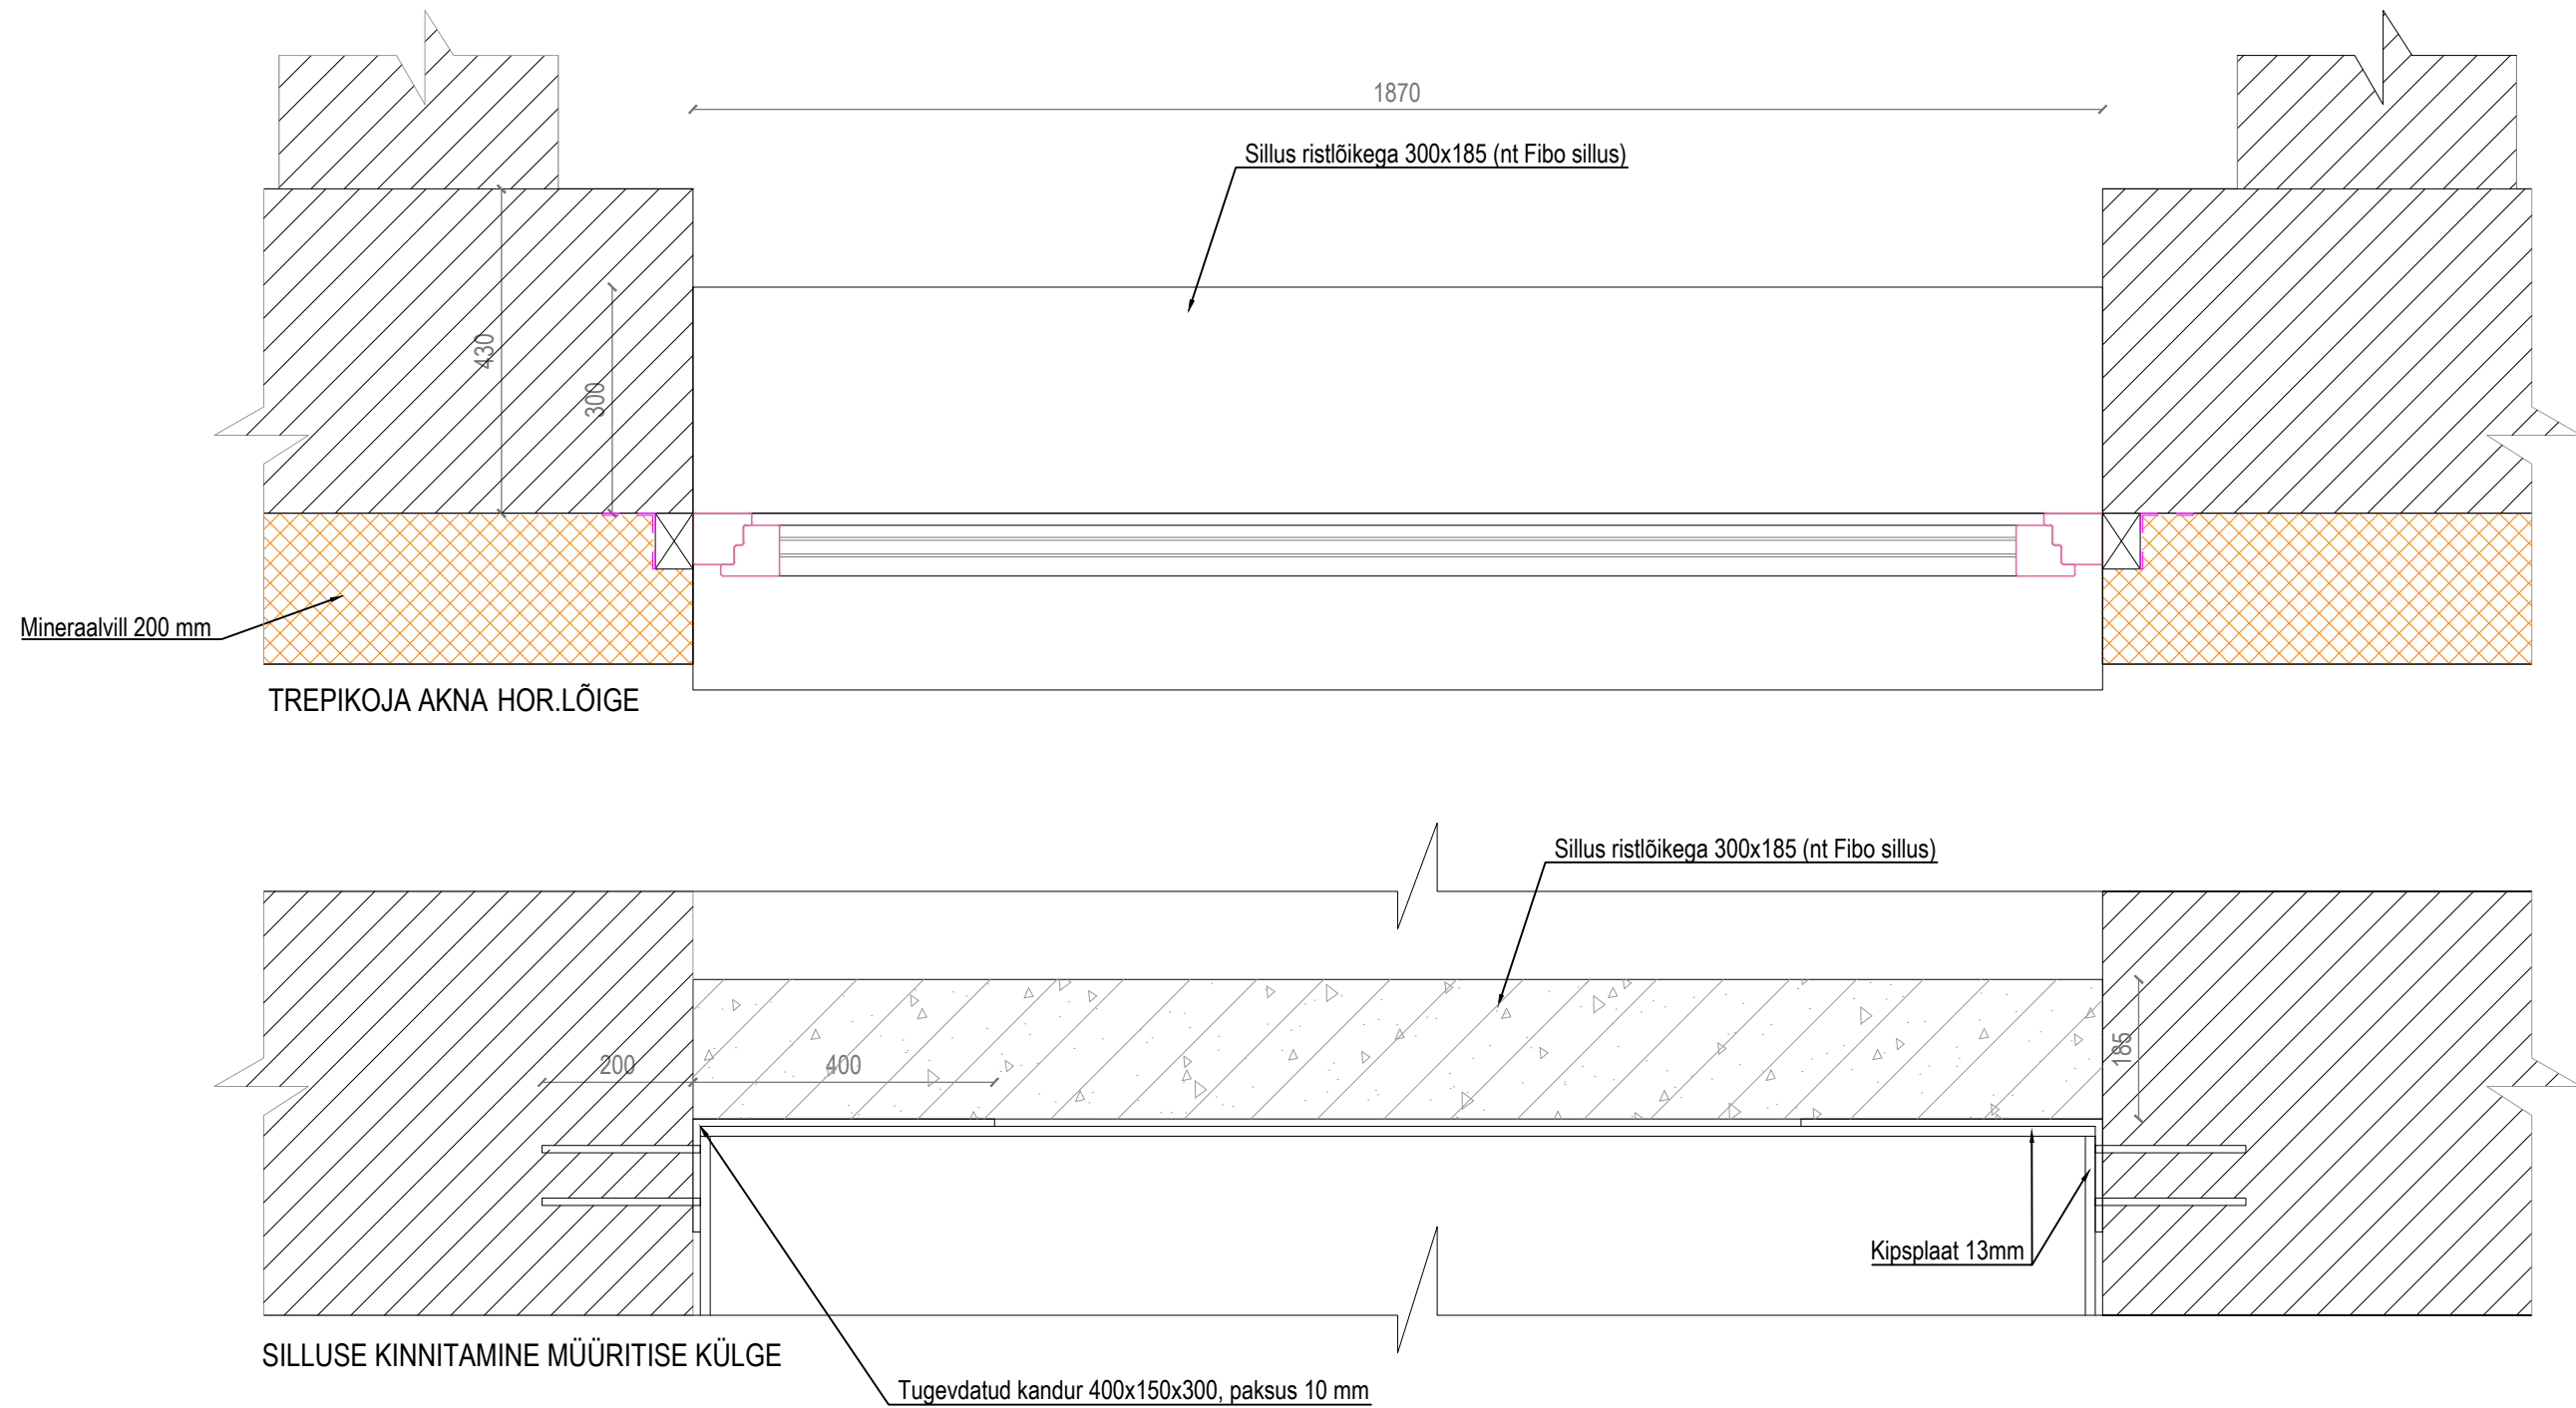 1870
Sillus ristlõikega 300x185 (nt Fibo sillus)
430
300
Mineraalvill 200 mm
TREPIKOJA AKNA HOR.LÕIGE
Sillus ristlõikega 300x185 (nt Fibo sillus)
200
400
185
Kipsplaat 13mm
SILLUSE KINNITAMINE MÜÜRITISE KÜLGE
Tugevdatud kandur 400x150x300, paksus 10 mm